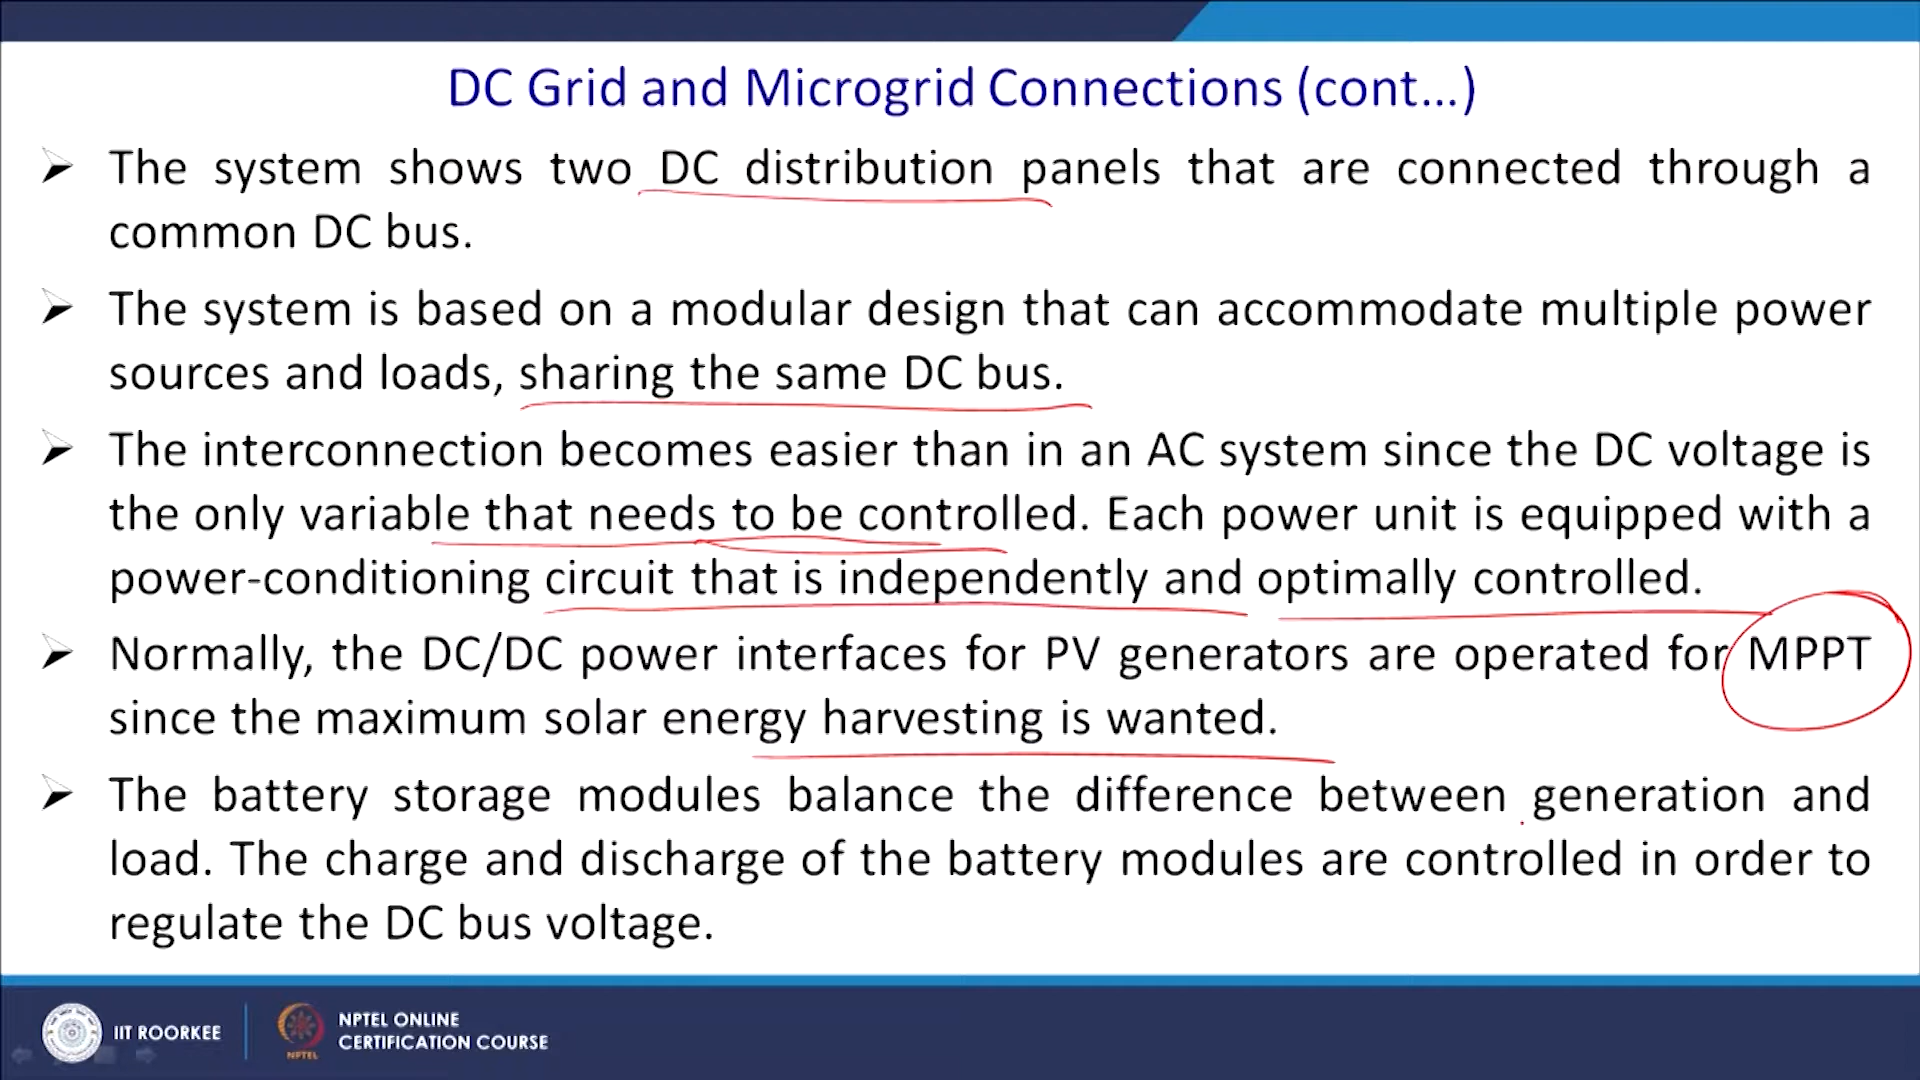 DC Grid and Microgrid Connections (cont...)
The system shows two DC distribution panels that are connected through a
common DC bus.
The system is based on a modular design that can accommodate multiple power
sources and loads, sharing the same DC bus.
The interconnection becomes easier than in an AC system since the DC voltage is
the only variable that needs to be controlled. Each power unit is equipped with a
power-conditioning circuit that is independently and optimally controlled.
Normally, the DC/DC power interfaces for PV generators are operated for MPPT
since the maximum solar energy harvesting is wanted.
The battery storage modules balance the difference between generation and
load. The charge and discharge of the battery modules are controlled in order to
regulate the DC bus voltage.
IIT ROORKEE
NPTEL
NPTEL ONLINE
CERTIFICATION COURSE